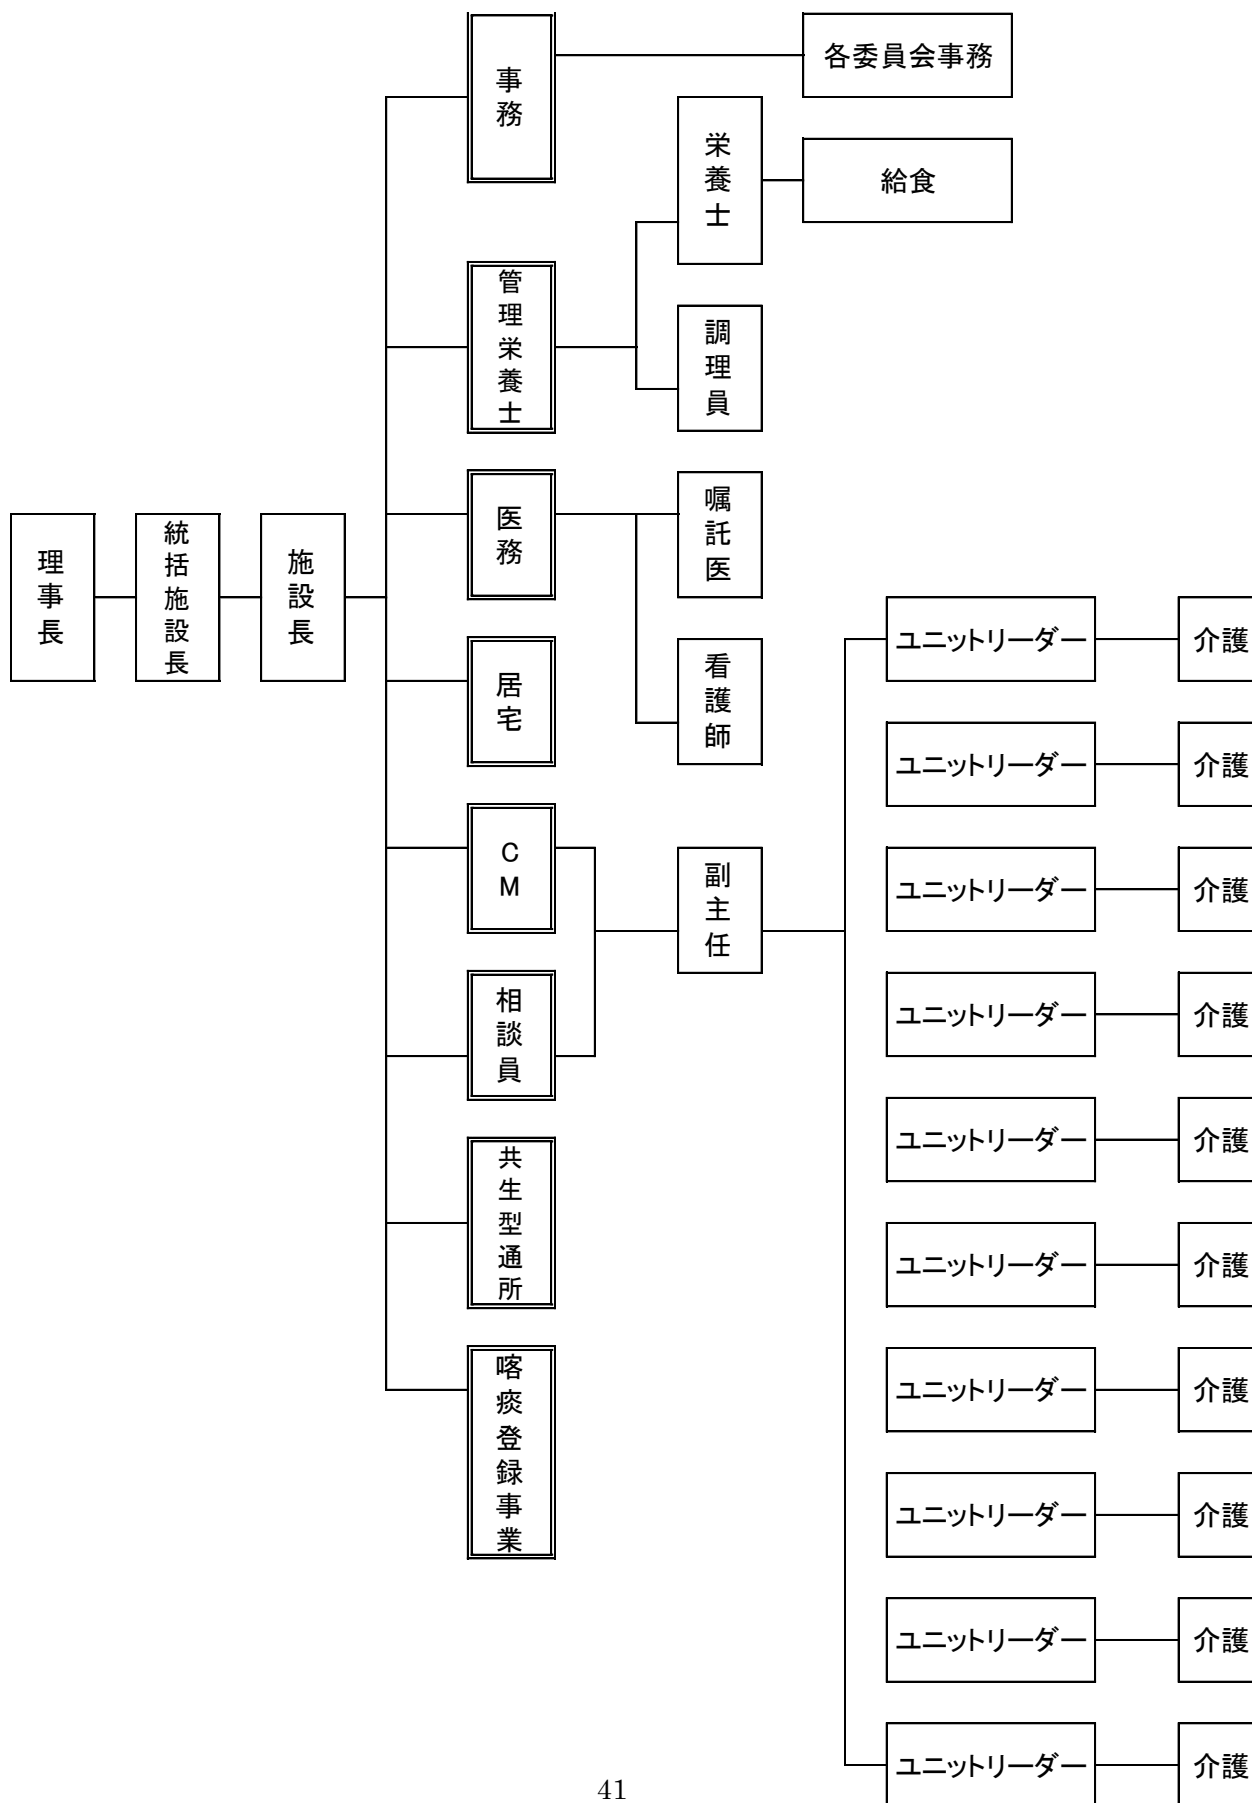 理事長
統括施設長
施設長
事務
各委員会事務
管理栄養士
栄養士
給食
調理員
医務
嘱託医
看護師
居宅
CM
相談員
副主任
共生型通所
喀痰登録事業
ユニットリーダー
介護
ユニットリーダー
介護
ユニットリーダー
介護
ユニットリーダー
介護
ユニットリーダー
介護
ユニットリーダー
介護
ユニットリーダー
介護
ユニットリーダー
介護
ユニットリーダー
介護
ユニットリーダー
介護
41